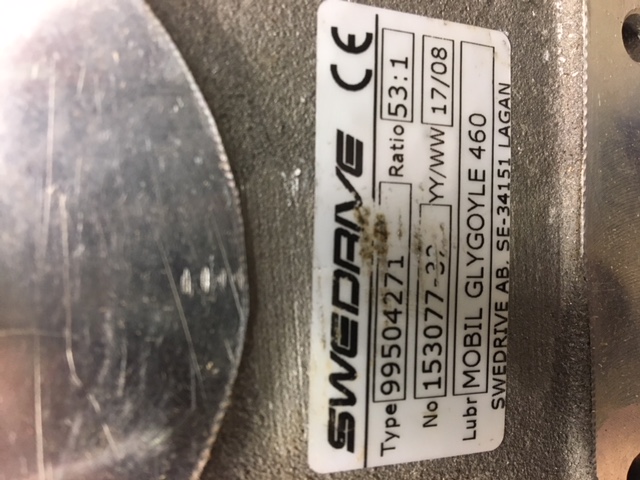 SWEDRIVE CE
Type 99504271 Ratio 53:1
No 153077- YY/WW 17/08
Lubr MOBIL GLYGOYLE 460
SWEDRIVE AB, SE-34151 LAGAN